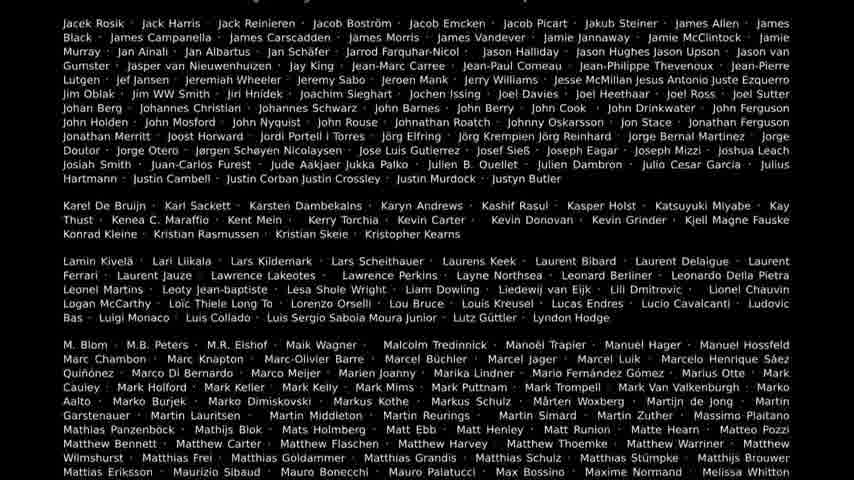 Jacek Rosik · Jack Harris · Jack Reinieren · Jacob Boström · Jacob Emcken · Jacob Picart · Jakub Steiner · James Allen · James
Black · James Campanella · James Carscadden · James Morris · James Vandever · Jamie Jannaway · Jamie McClintock · Jamie
Murray · Jan Ainali · Jan Albartus · Jan Schäfer · Jarrod Farquhar-Nicol · Jason Halliday · Jason Hughes Jason Upson · Jason van
Gumster · Jasper van Nieuwenhuizen · Jay King · Jean-Marc Carree · Jean-Paul Comeau · Jean-Philippe Thevenoux · Jean-Pierre
Lutgen · Jef Jansen · Jeremiah Wheeler · Jeremy Sabo · Jeroen Mank · Jerry Williams · Jesse McMilan Jesus Antonio Juste Ezquerro
Jim Oblak · Jim WW Smith · Jiri Hnídek · Joachim Sieghart · Jochen Issing · Joel Davies · Joel Heethaar · Joel Ross · Joel Sutter
Johan Berg · Johannes Christian · Johannes Schwarz · John Barnes · John Berry · John Cook · John Drinkwater · John Ferguson
John Holden · John Mosford · John Nyquist · John Rouse · Johnathan Roatch · Johnny Oskarsson · Jon Stace · Jonathan Ferguson
Jonathan Merritt · Joost Horward · Jordi Portell i Torres · Jörg Elfring · Jörg Krempien Jörg Reinhard · Jorge Bernal Martinez · Jorge
Doutor · Jorge Otero · Jørgen Schøyen Nicolaysen · Jose Luis Gutierrez · Josef Sieß · Joseph Eagar · Joseph Mizzi · Joshua Leach
Josiah Smith · Juan-Carlos Furest · Jude Aakjaer Jukka Palko · Julien B. Ouellet · Julien Dambron · Julio Cesar Garcia · Julius
Hartmann · Justin Cambell · Justin Corban Justin Crossley · Justin Murdock · Justyn Butler
Karel De Bruijn · Karl Sackett · Karsten Dambekalns · Karyn Andrews · Kashif Rasul · Kasper Holst · Katsuyuki Miyabe · Kay
Thust · Kenea C. Maraffio · Kent Mein · Kerry Torchia · Kevin Carter · Kevin Donovan · Kevin Grinder · Kjell Magne Fauske
Konrad Kleine · Kristian Rasmussen · Kristian Skeie · Kristopher Kearns
Lamin Kivelä · Lari Liikala · Lars Kildemark · Lars Scheithauer · Laurens Keek · Laurent Bibard · Laurent Delaigue · Laurent
Ferrari · Laurent Jauze · Lawrence Lakeotes · Lawrence Perkins · Layne Northsea · Leonard Berliner · Leonardo Della Pietra
Leonel Martins · Leoty Jean-baptiste · Lesa Shole Wright · Liam Dowling · Liedewij van Eijk · Lili Dmitrovic · Lionel Chauvin
Logan McCarthy · Loïc Thiele Long To · Lorenzo Orselli · Lou Bruce · Louis Kreusel · Lucas Endres · Lucio Cavalcanti · Ludovic
Bas · Luigi Monaco · Luis Collado · Luis Sergio Saboia Moura Junior · Lutz Güttler · Lyndon Hodge
M. Blom · M.B. Peters · M.R. Elshof · Maik Wagner · Malcolm Tredinnick · Manoël Trapier · Manuel Hager · Manuel Hossfeld
Marc Chambon · Marc Knapton · Marc-Olivier Barre · Marcel Büchler · Marcel Jager · Marcel Luik · Marcelo Henrique Sáez
Quiñónez · Marco Di Bernardo · Marco Meijer · Marien Joanny · Marika Lindner · Mario Fernández Gómez · Marius Otte · Mark
Cauley · Mark Holford · Mark Keller · Mark Kelly · Mark Mims · Mark Puttnam · Mark Trompell · Mark Van Valkenburgh · Marko
Aalto · Marko Burjek · Marko Dimiskovski · Markus Kothe · Markus Schulz · Mårten Woxberg · Martijn de Jong · Martin
Garstenauer · Martin Lauritsen · Martin Middleton · Martin Reurings · Martin Simard · Martin Zuther · Massimo Plaitano
Mathias Panzenböck · Mathijs Blok · Mats Holmberg · Matt Ebb · Matt Henley · Matt Runion · Matte Hearn · Matteo Pozzi
Matthew Bennett · Matthew Carter · Matthew Flaschen · Matthew Harvey · Matthew Thoemke · Matthew Warriner · Matthew
Wilmshurst · Matthias Frei · Matthias Goldammer · Matthias Grandis · Matthias Schulz · Matthias Stümpke · Matthijs Brouwer
Mattias Eriksson · Maurizio Sibaud · Mauro Bonecchi · Mauro Palatucci · Max Bossino · Maxime Normand · Melissa Whitton